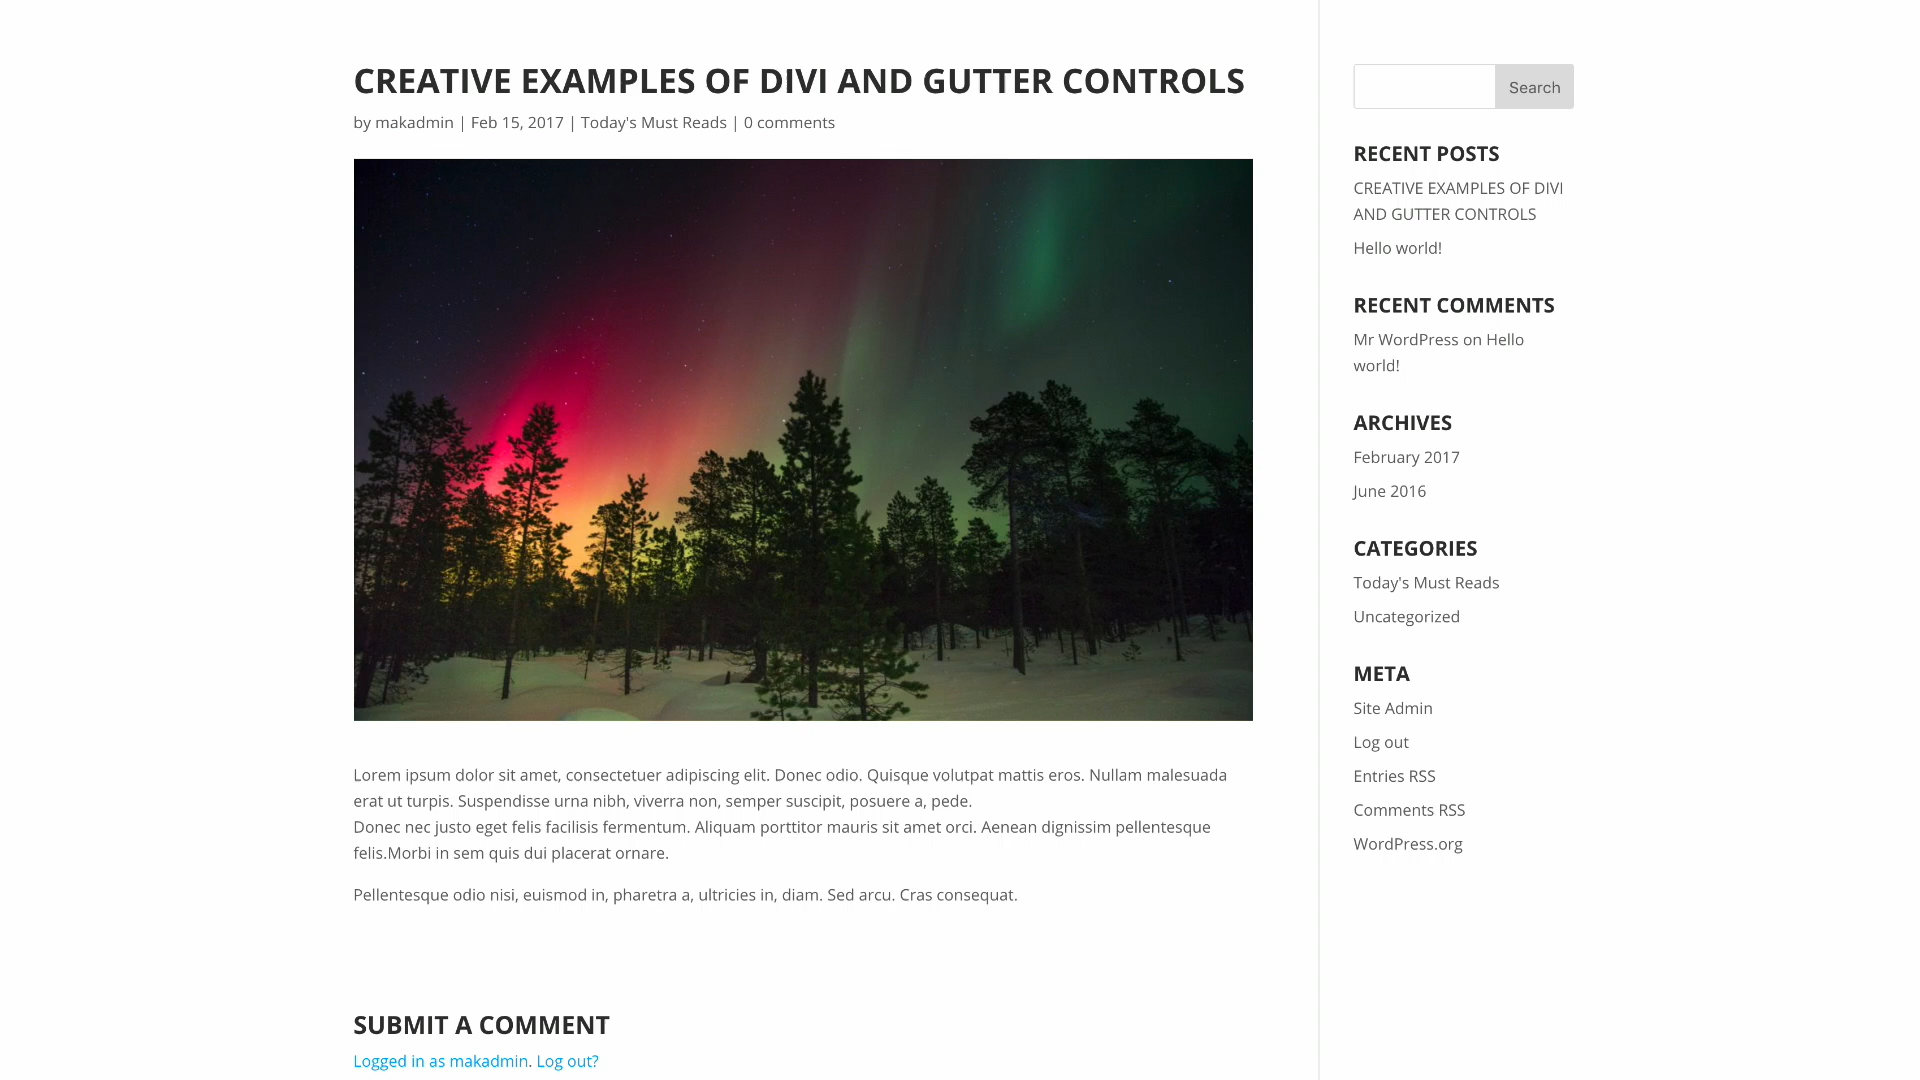 CREATIVE EXAMPLES OF DIVI AND GUTTER CONTROLS
by makadmin | Feb 15, 2017 | Today's Must Reads | 0 comments
Lorem ipsum dolor sit amet, consectetuer adipiscing elit. Donec odio. Quisque volutpat mattis eros. Nullam malesuada
erat ut turpis. Suspendisse urna nibh, viverra non, semper suscipit, posuere a, pede.
Donec nec justo eget felis facilisis fermentum. Aliquam porttitor mauris sit amet orci. Aenean dignissim pellentesque
felis.Morbi in sem quis dui placerat ornare.
Pellentesque odio nisi, euismod in, pharetra a, ultricies in, diam. Sed arcu. Cras consequat.
SUBMIT A COMMENT
Logged in as makadmin. Log out?
Search
RECENT POSTS
CREATIVE EXAMPLES OF DIVI
AND GUTTER CONTROLS
Hello world!
RECENT COMMENTS
Mr WordPress on Hello
world!
ARCHIVES
February 2017
June 2016
CATEGORIES
Today's Must Reads
Uncategorized
META
Site Admin
Log out
Entries RSS
Comments RSS
WordPress.org